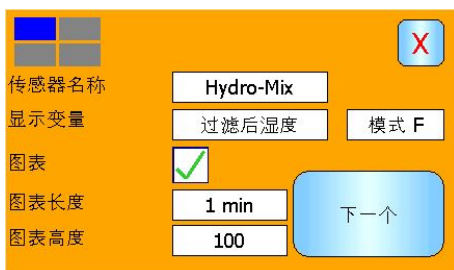 X
传感器名称 Hydro-Mix
显示变量 过滤后湿度 模式 F
图表
图表长度 1 min
下一个
图表高度 100